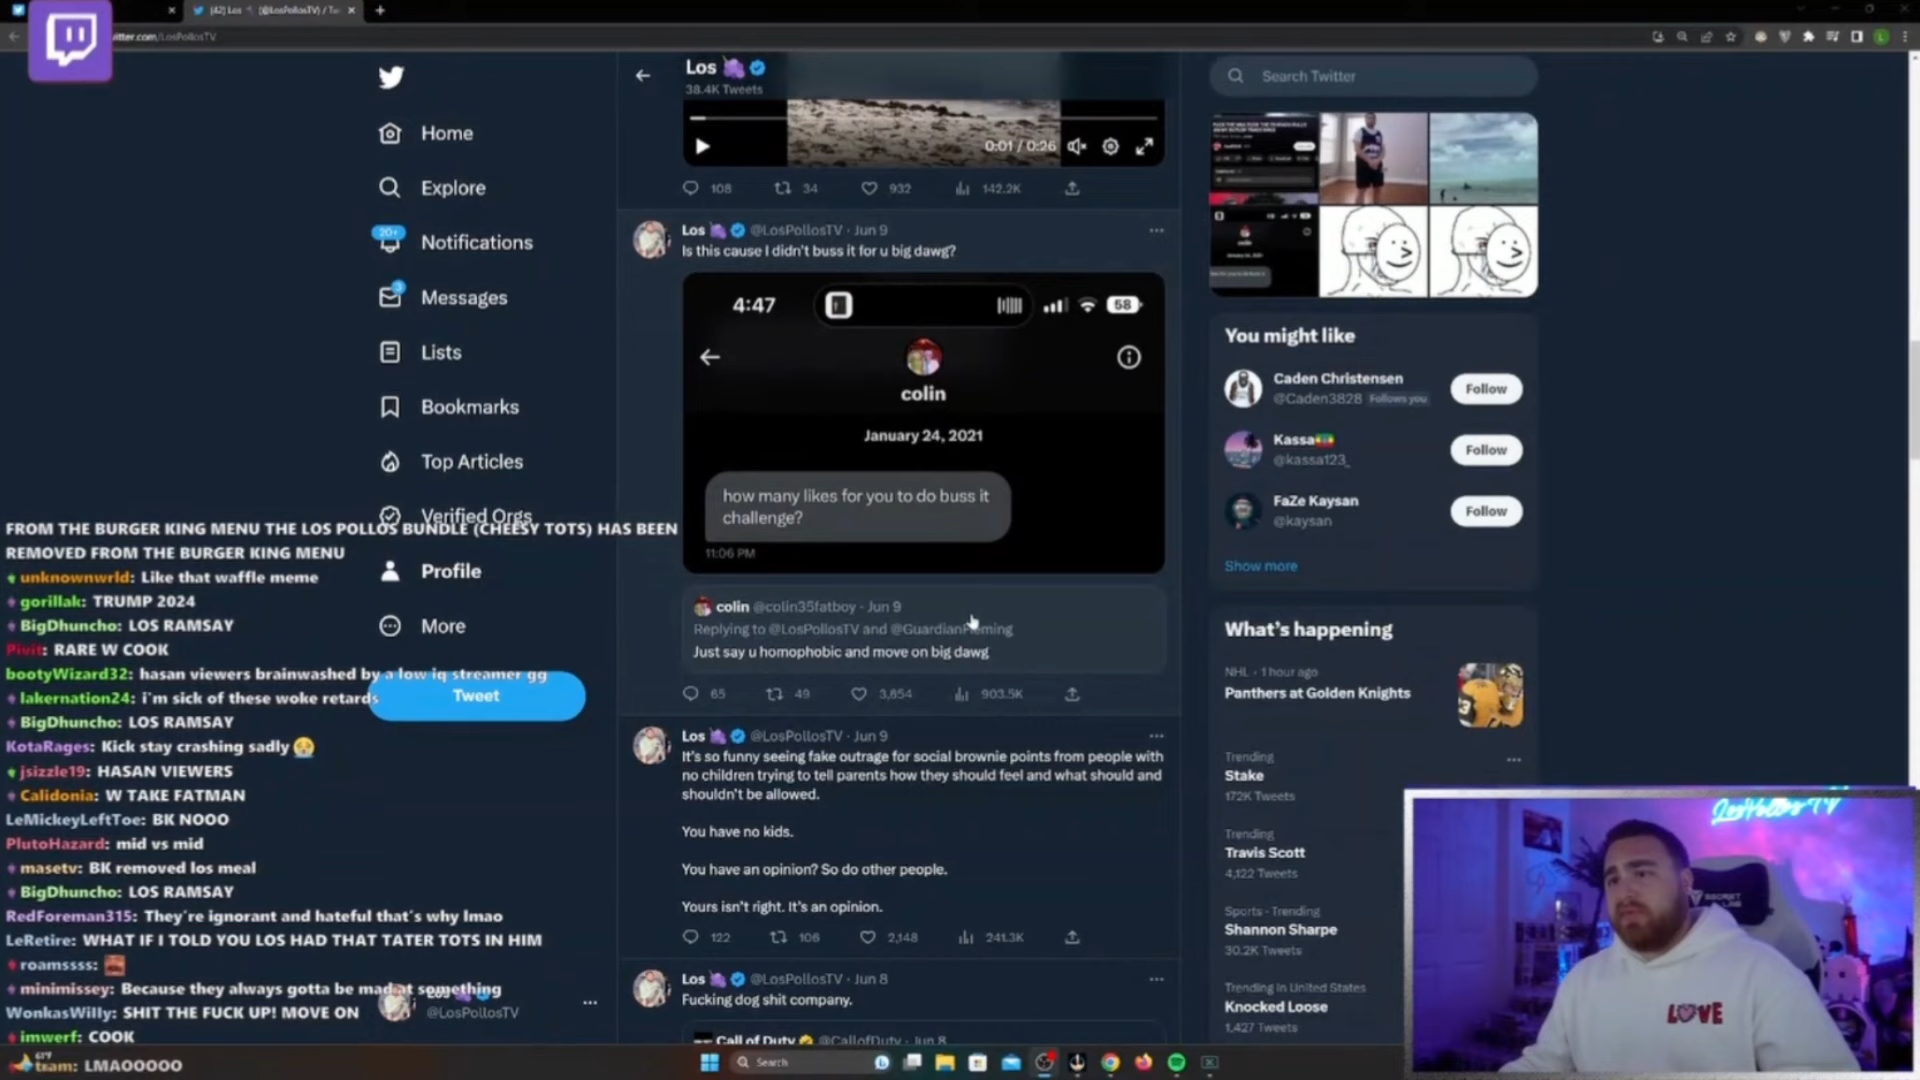 (42) Los (@LosPollosTV) / Tw
itter.com/LosPollosTV
Los
38.4K Tweets
0:01 / 0:26
108 34 932 142.2K
Home
Explore
20+
Notifications
3
Messages
Lists
Bookmarks
Top Articles
Verified Orgs
Profile
More
Tweet
Los @LosPollosTV
Los @LosPollosTV · Jun 9
Is this cause I didn't buss it for u big dawg?
4:47 58
colin
January 24, 2021
how many likes for you to do buss it
challenge?
11:06 PM
colin @colin35fatboy · Jun 9
Replying to @LosPollosTV and @GuardianFleming
Just say u homophobic and move on big dawg
65 49 3,654 903.5K
Los @LosPollosTV · Jun 9
It's so funny seeing fake outrage for social brownie points from people with
no children trying to tell parents how they should feel and what should and
shouldn't be allowed.
You have no kids.
You have an opinion? So do other people.
Yours isn't right. It's an opinion.
122 106 2,148 241.3K
Los @LosPollosTV · Jun 8
Fucking dog shit company.
Call of Duty @CallofDuty · Jun 8
Search Twitter
You might like
Caden Christensen
@Caden3828 Follows you
Follow
Kassa
@kassa123_
Follow
FaZe Kaysan
@kaysan
Follow
Show more
What's happening
NHL · 1 hour ago
Panthers at Golden Knights
Trending
Stake
172K Tweets
Trending
Travis Scott
4,122 Tweets
Sports · Trending
Shannon Sharpe
30.2K Tweets
Trending in United States
Knocked Loose
1,427 Tweets
FROM THE BURGER KING MENU THE LOS POLLOS BUNDLE (CHEESY TOTS) HAS BEEN
REMOVED FROM THE BURGER KING MENU
unknownwrld: Like that waffle meme
gorillak: TRUMP 2024
BigDhuncho: LOS RAMSAY
Pivit: RARE W COOK
bootyWizard32: hasan viewers brainwashed by a low iq streamer gg
lakernation24: i'm sick of these woke retards
BigDhuncho: LOS RAMSAY
KotaRages: Kick stay crashing sadly
jsizzle19: HASAN VIEWERS
Calidonia: W TAKE FATMAN
LeMickeyLeftToe: BK NOOO
PlutoHazard: mid vs mid
masetv: BK removed los meal
BigDhuncho: LOS RAMSAY
RedForeman315: They're ignorant and hateful that's why lmao
LeRetire: WHAT IF I TOLD YOU LOS HAD THAT TATER TOTS IN HIM
roamssss:
minimissey: Because they always gotta be mad at something
WonkasWilly: SHIT THE FUCK UP! MOVE ON
imwerf: COOK
team: LMAOOOOO
Search
LosPollosTV
SECRET
LOVE